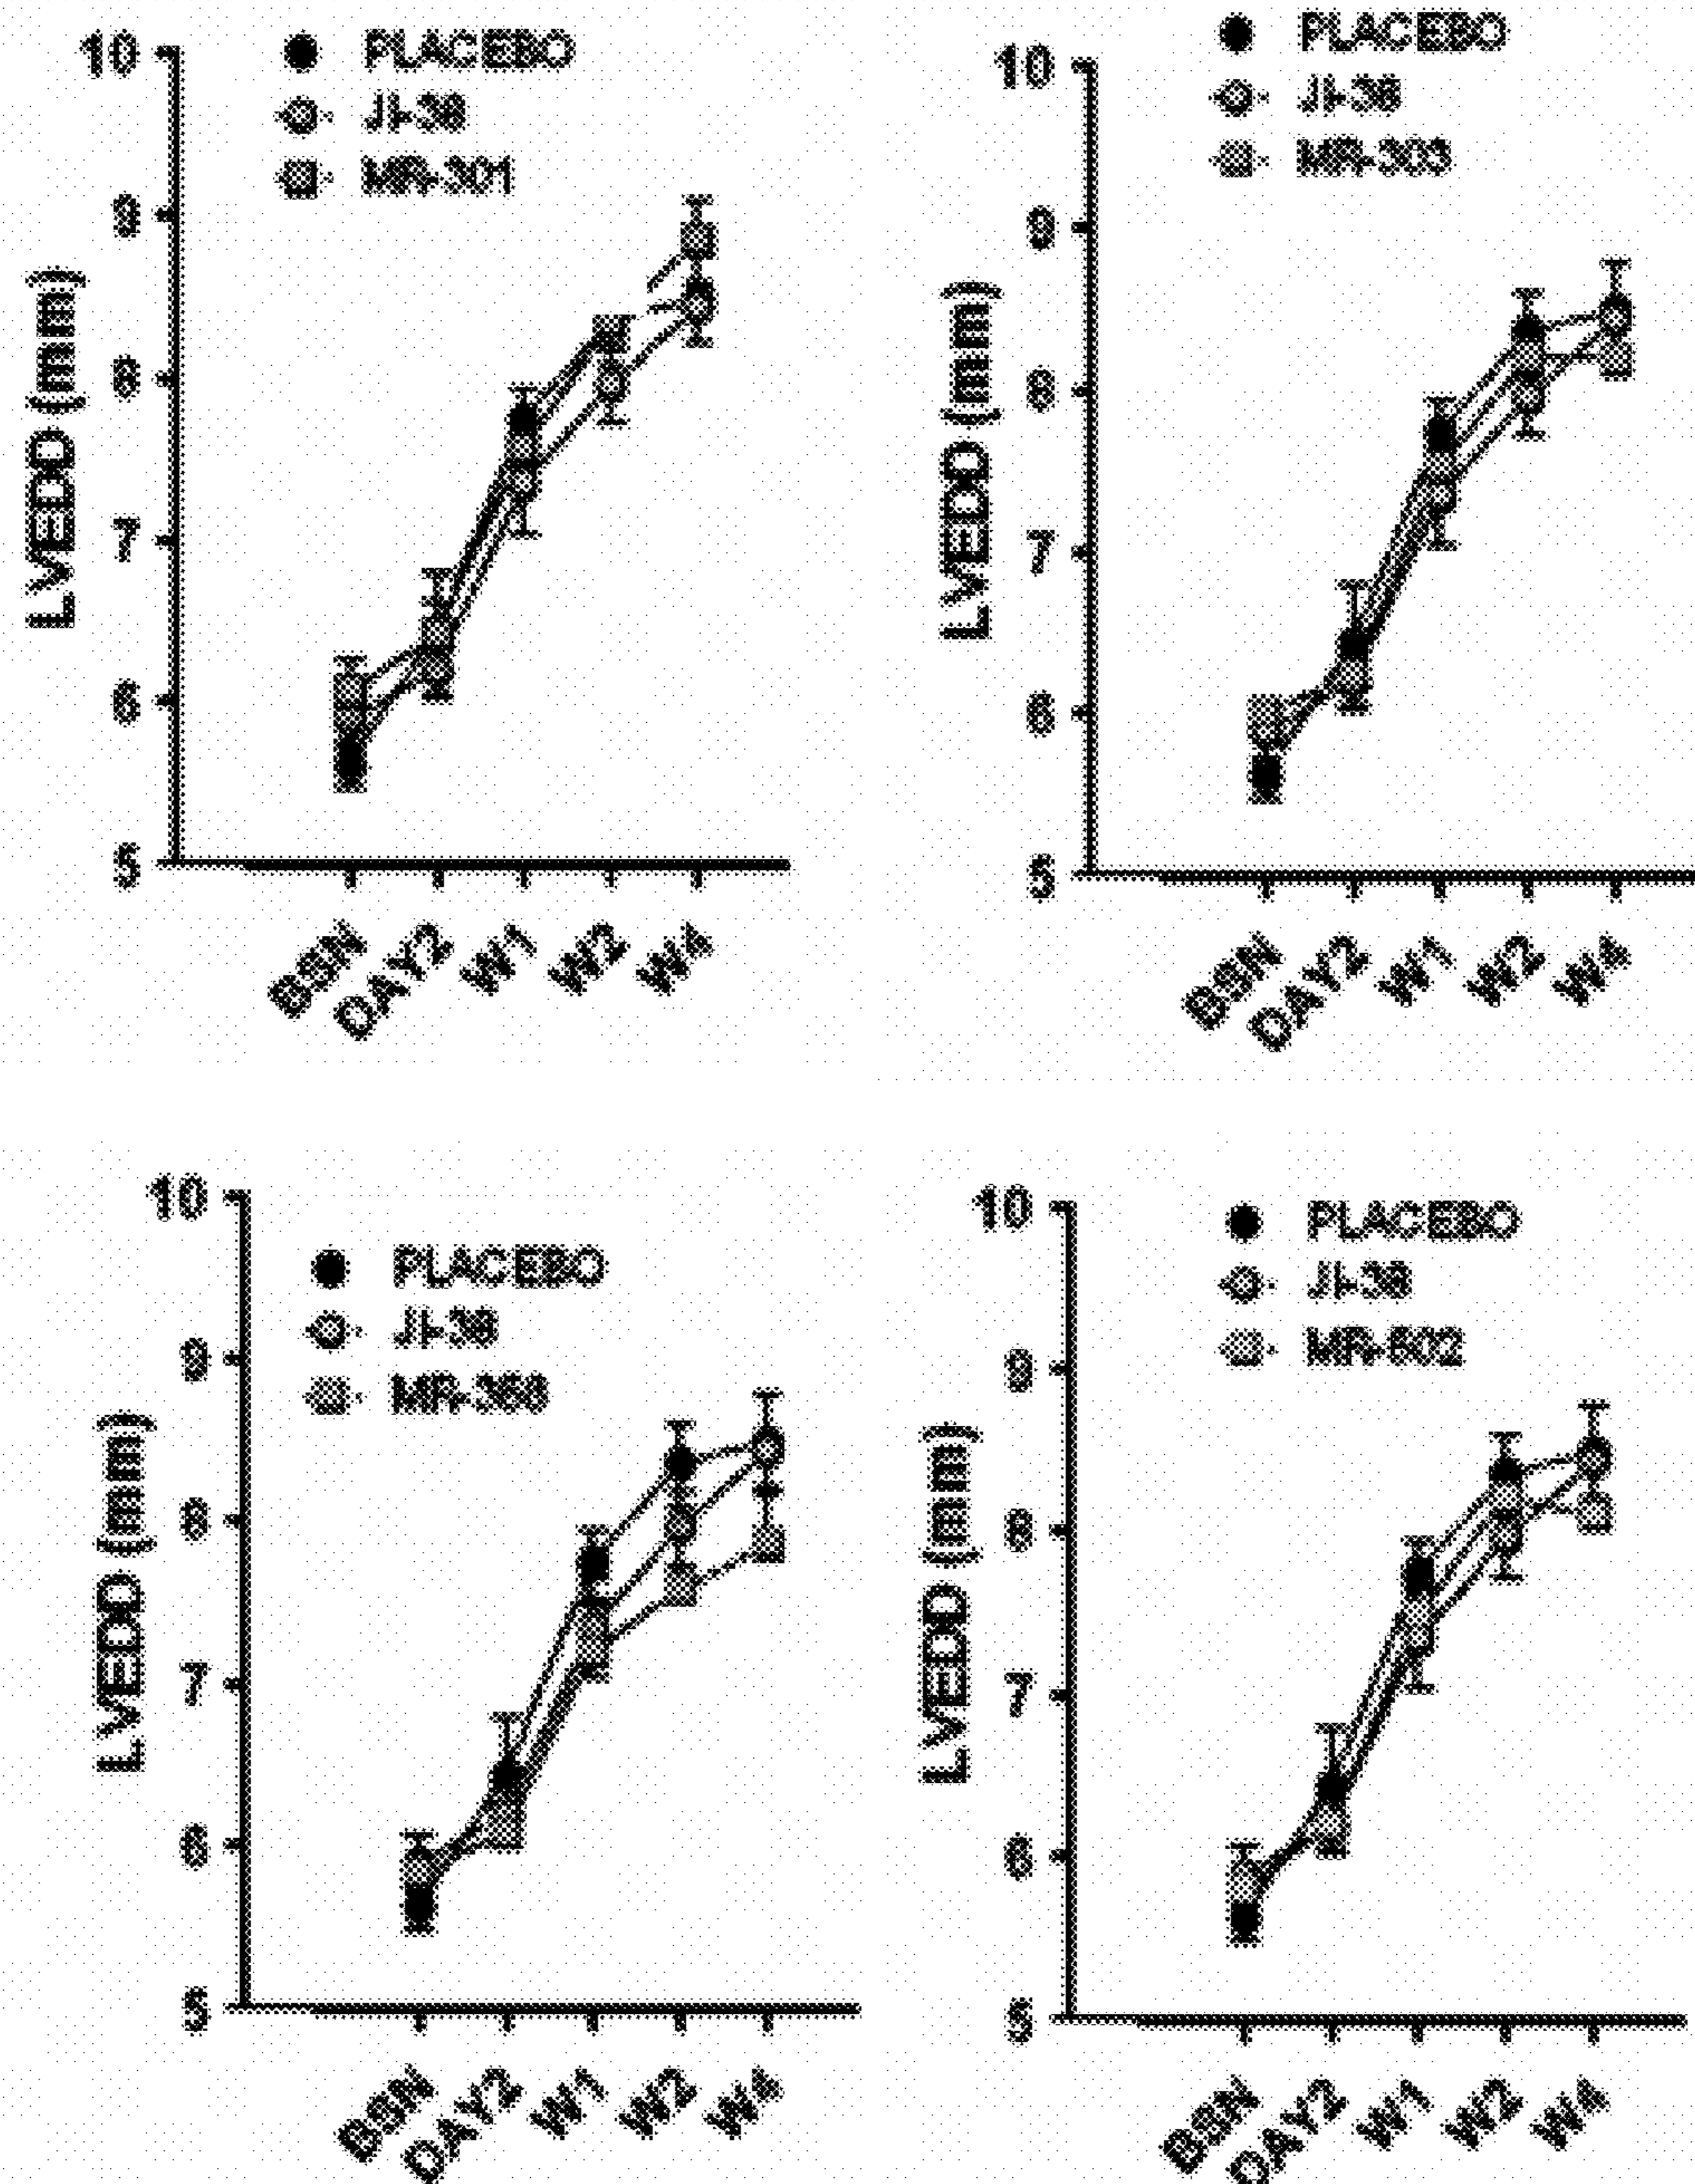 10
PLACEBO
JI-38
MR-301
9
8
7
6
5
LVEDD (mm)
BSN
DAY2
W1
W2
W4
10
PLACEBO
JI-38
MR-303
9
8
7
6
5
LVEDD (mm)
BSN
DAY2
W1
W2
W4
10
PLACEBO
JI-38
9
8
7
6
5
LVEDD (mm)
BSN
DAY2
W1
W2
W4
10
PLACEBO
JI-38
MR-502
9
8
7
6
5
LVEDD (mm)
BSN
DAY2
W1
W2
W4